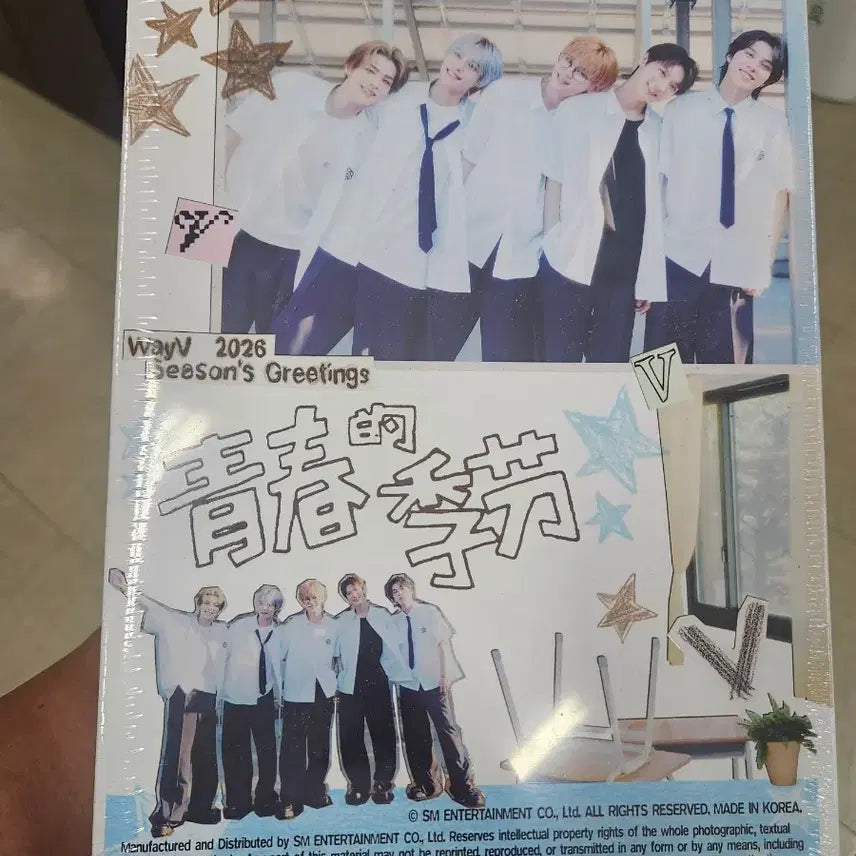 V
WayV 2026
Season's Greetings
V
青春的季节
V
© SM ENTERTAINMENT CO., Ltd. ALL RIGHTS RESERVED. MADE IN KOREA.
Manufactured and Distributed by SM ENTERTAINMENT CO., Ltd. Reserves intellectual property rights of the whole photographic, textual
material may not be reprinted, reproduced, or transmitted in any form or by any means, including